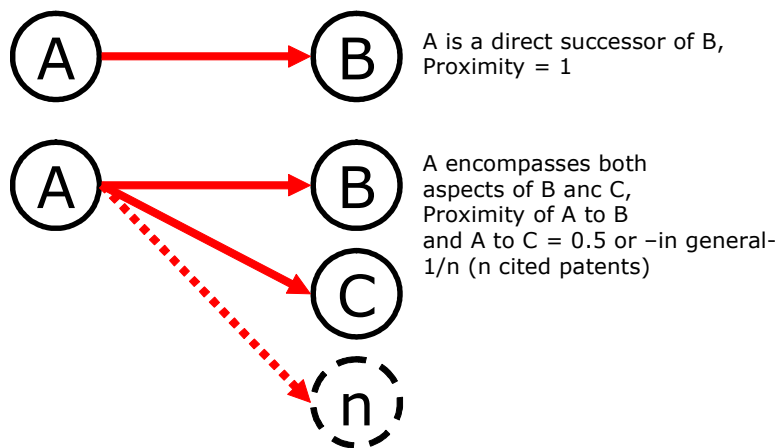 A
B
A is a direct successor of B,
Proximity = 1
A
B
A encompasses both
aspects of B anc C,
Proximity of A to B
and A to C = 0.5 or –in general-
1/n (n cited patents)
C
n